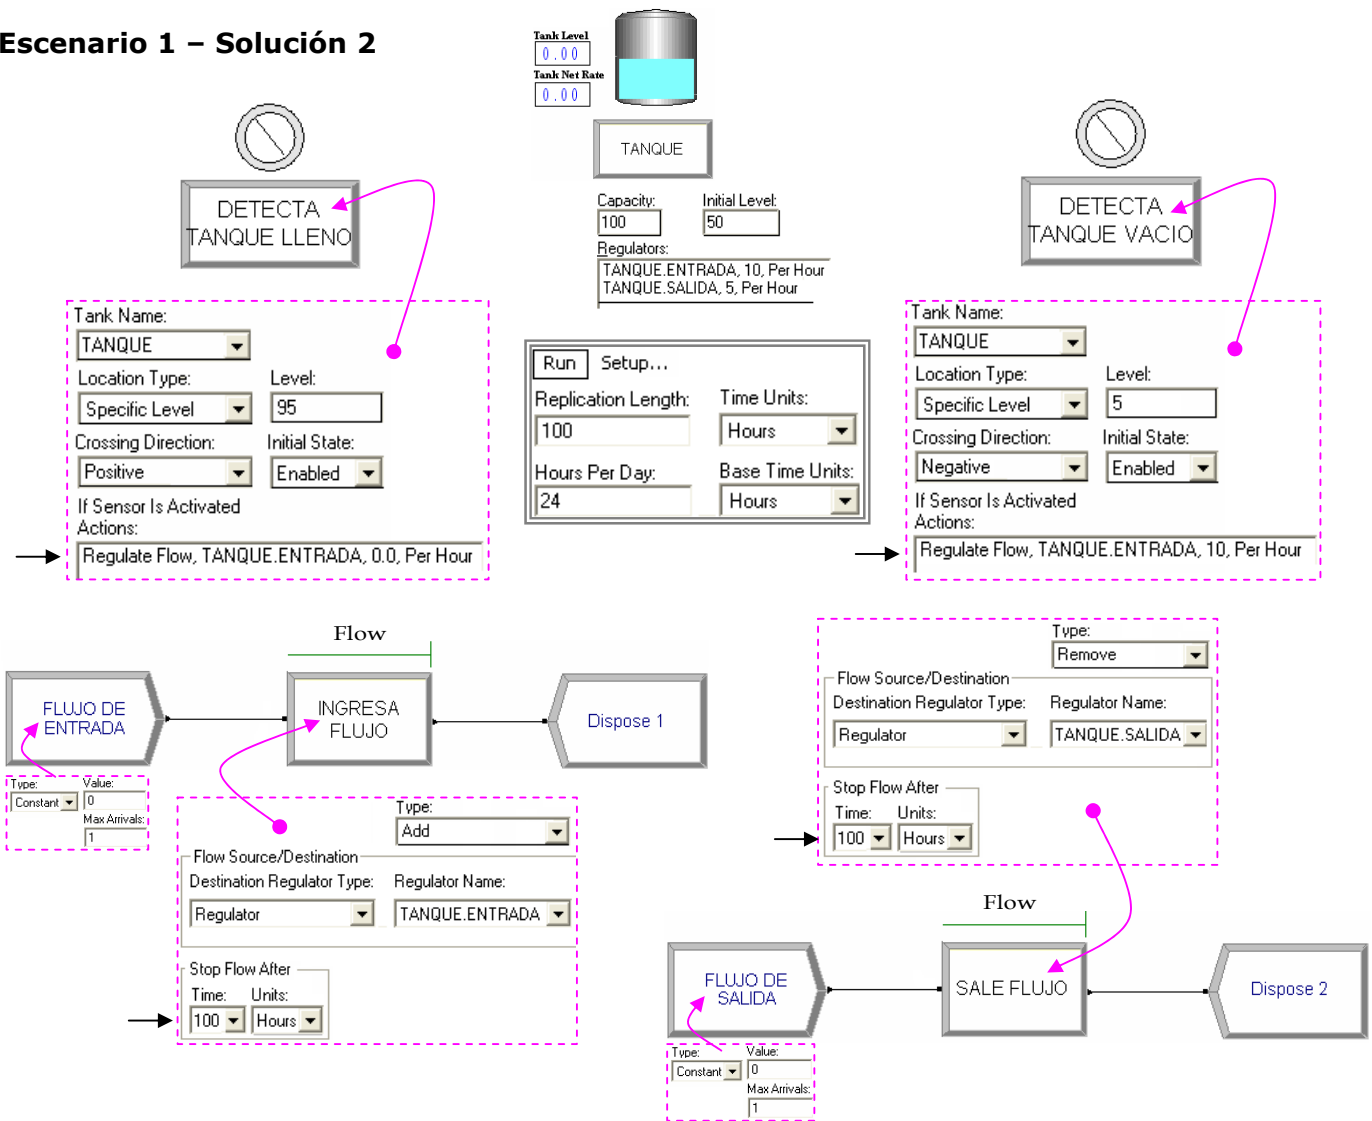 Escenario 1 – Solución 2
Tank Level
0.00
Tank Net Rate
0.00
TANQUE
Capacity: Initial Level:
100 50
Regulators:
TANQUE.ENTRADA, 10, Per Hour
TANQUE.SALIDA, 5, Per Hour
DETECTA
TANQUE LLENO
Tank Name:
TANQUE
Location Type: Level:
Specific Level 95
Crossing Direction: Initial State:
Positive Enabled
If Sensor Is Activated
Actions:
Regulate Flow, TANQUE.ENTRADA, 0.0, Per Hour
Run Setup...
Replication Length: Time Units:
100 Hours
Hours Per Day: Base Time Units:
24 Hours
DETECTA
TANQUE VACIO
Tank Name:
TANQUE
Location Type: Level:
Specific Level 5
Crossing Direction: Initial State:
Negative Enabled
If Sensor Is Activated
Actions:
Regulate Flow, TANQUE.ENTRADA, 10, Per Hour
Flow
FLUJO DE
ENTRADA
INGRESA
FLUJO
Dispose 1
Type: Value:
Constant 0
Max Arrivals:
1
Type:
Add
Flow Source/Destination
Destination Regulator Type: Regulator Name:
Regulator TANQUE.ENTRADA
Stop Flow After
Time: Units:
100 Hours
Type:
Remove
Flow Source/Destination
Destination Regulator Type: Regulator Name:
Regulator TANQUE.SALIDA
Stop Flow After
Time: Units:
100 Hours
Flow
FLUJO DE
SALIDA
SALE FLUJO
Dispose 2
Type: Value:
Constant 0
Max Arrivals:
1